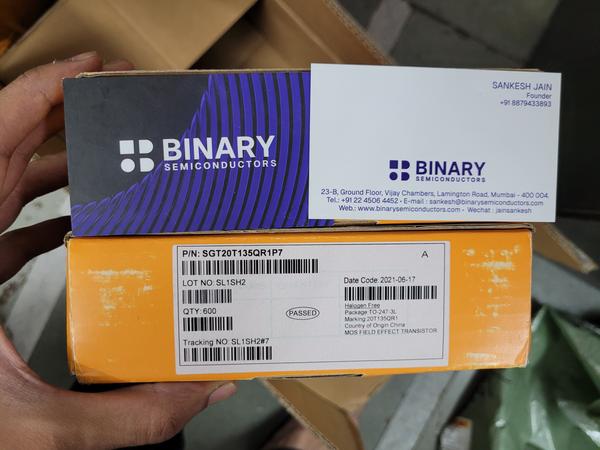 BINARY
SEMICONDUCTORS
SANKESH JAIN
Founder
+91 8879433893
BINARY
SEMICONDUCTORS
23-B, Ground Floor, Vijay Chambers, Lamington Road, Mumbai - 400 004.
Tel.: +91 22 4506 4452 • E-mail : sankesh@binarysemiconductors.com
Web.: www.binarysemiconductors.com • Wechat : jainsankesh
P/N: SGT20T135QR1P7
A
LOT NO: SL1SH2
Date Code: 2021-06-17
QTY: 600
PASSED
Halogen Free
Package TO-247-3L
Marking 20T135QR1
Country of Origin China
MOS FIELD EFFECT TRANSISTOR
Tracking NO: SL1SH2#7